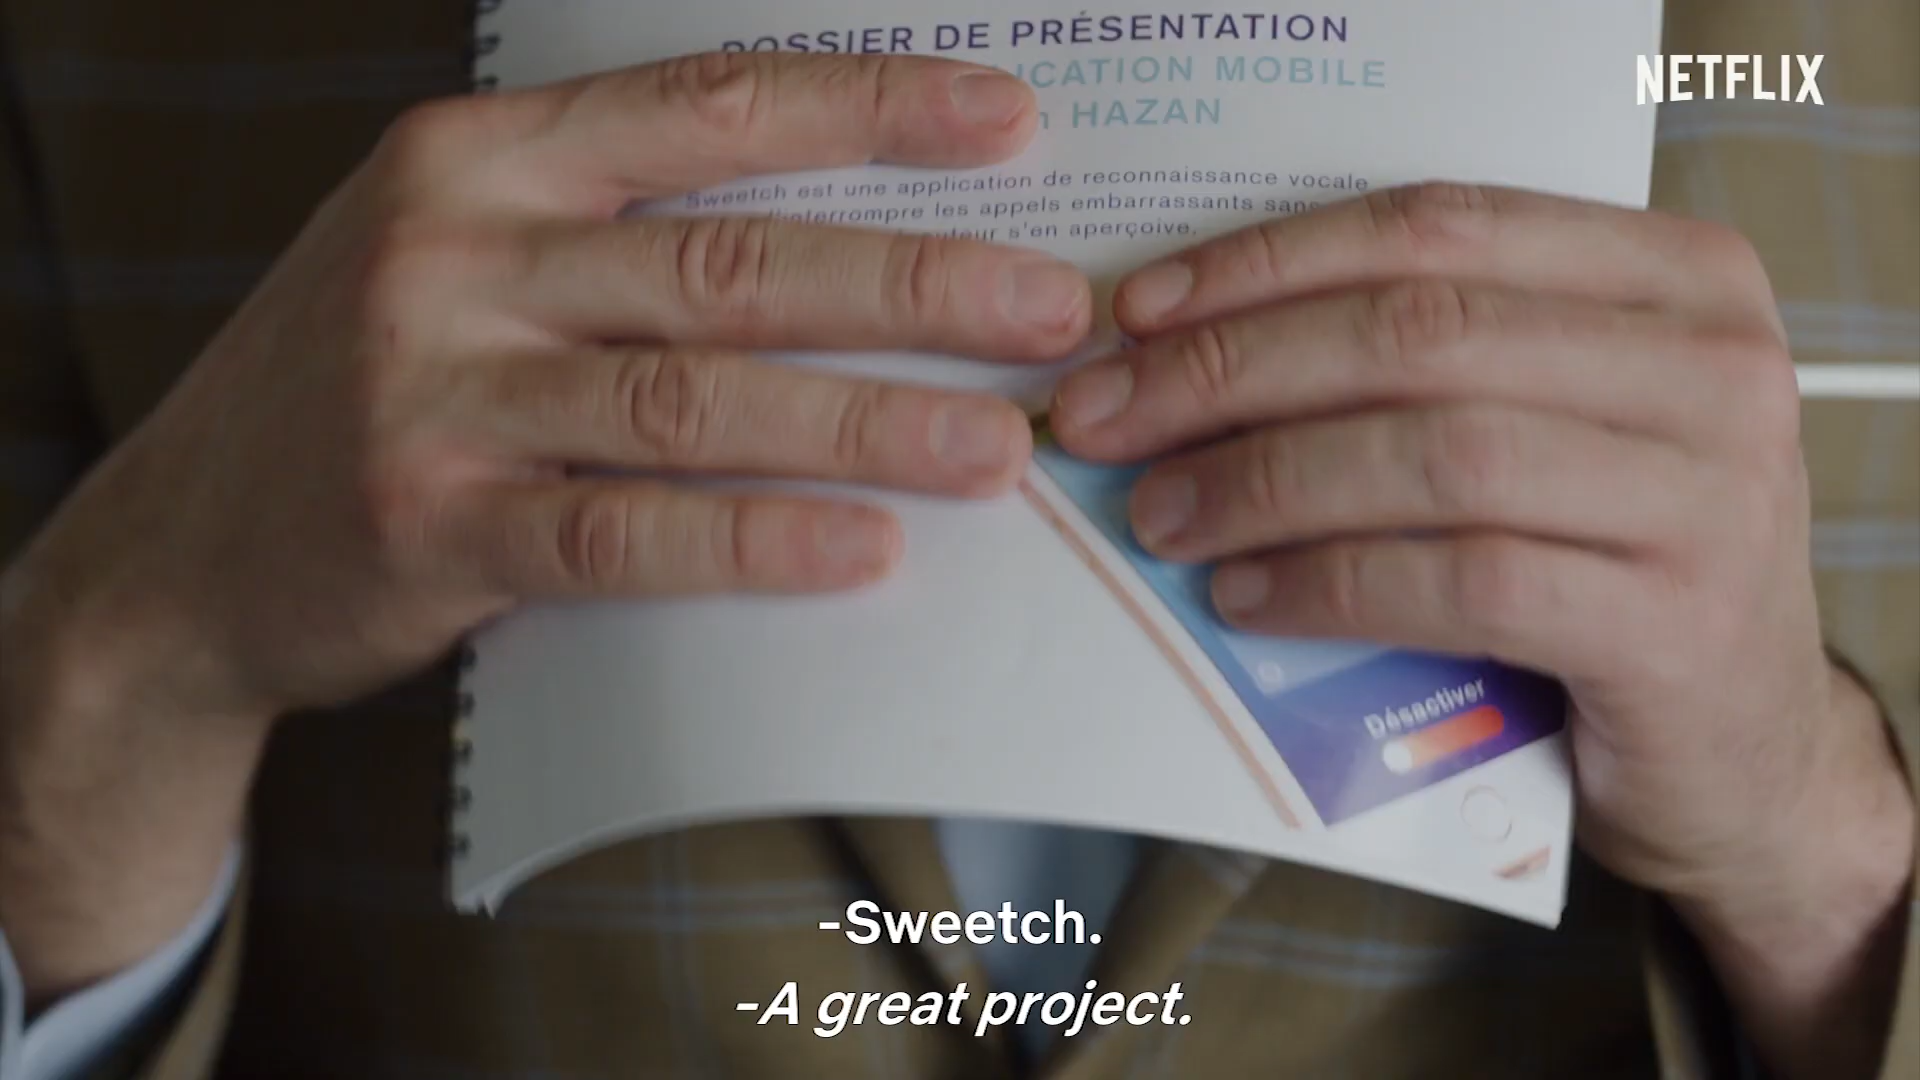 DOSSIER DE PRÉSENTATION
NETFLIX
MOBILE
HAZAN
Sweetch est une application de reconnaissance vocale
les appels embarrassants sans
s'en aperçoive.
Désactiver
-Sweetch.
-A great project.